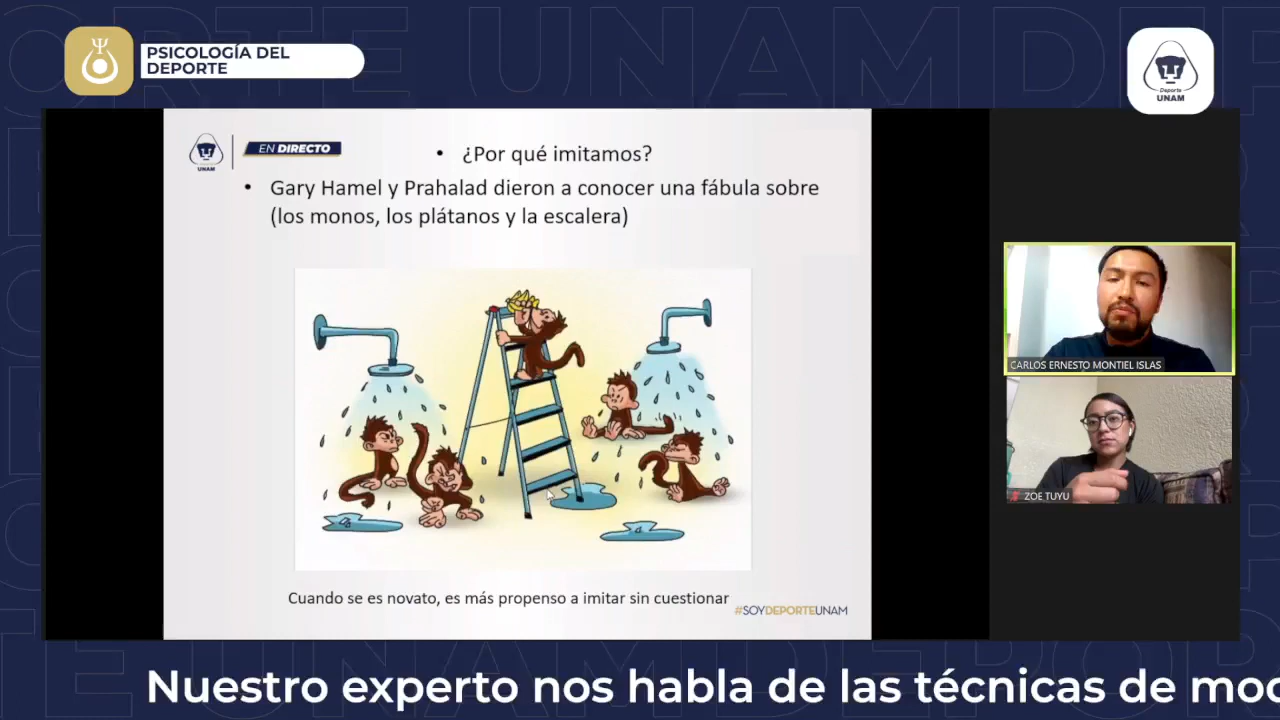 PSICOLOGÍA DEL
DEPORTE
Deporte
UNAM
UNAM
EN DIRECTO
• ¿Por qué imitamos?
• Gary Hamel y Prahalad dieron a conocer una fábula sobre
(los monos, los plátanos y la escalera)
CARLOS ERNESTO MONTIEL ISLAS
ZOE TUYU
Cuando se es novato, es más propenso a imitar sin cuestionar
#SOYDEPORTEUNAM
Nuestro experto nos habla de las técnicas de mod